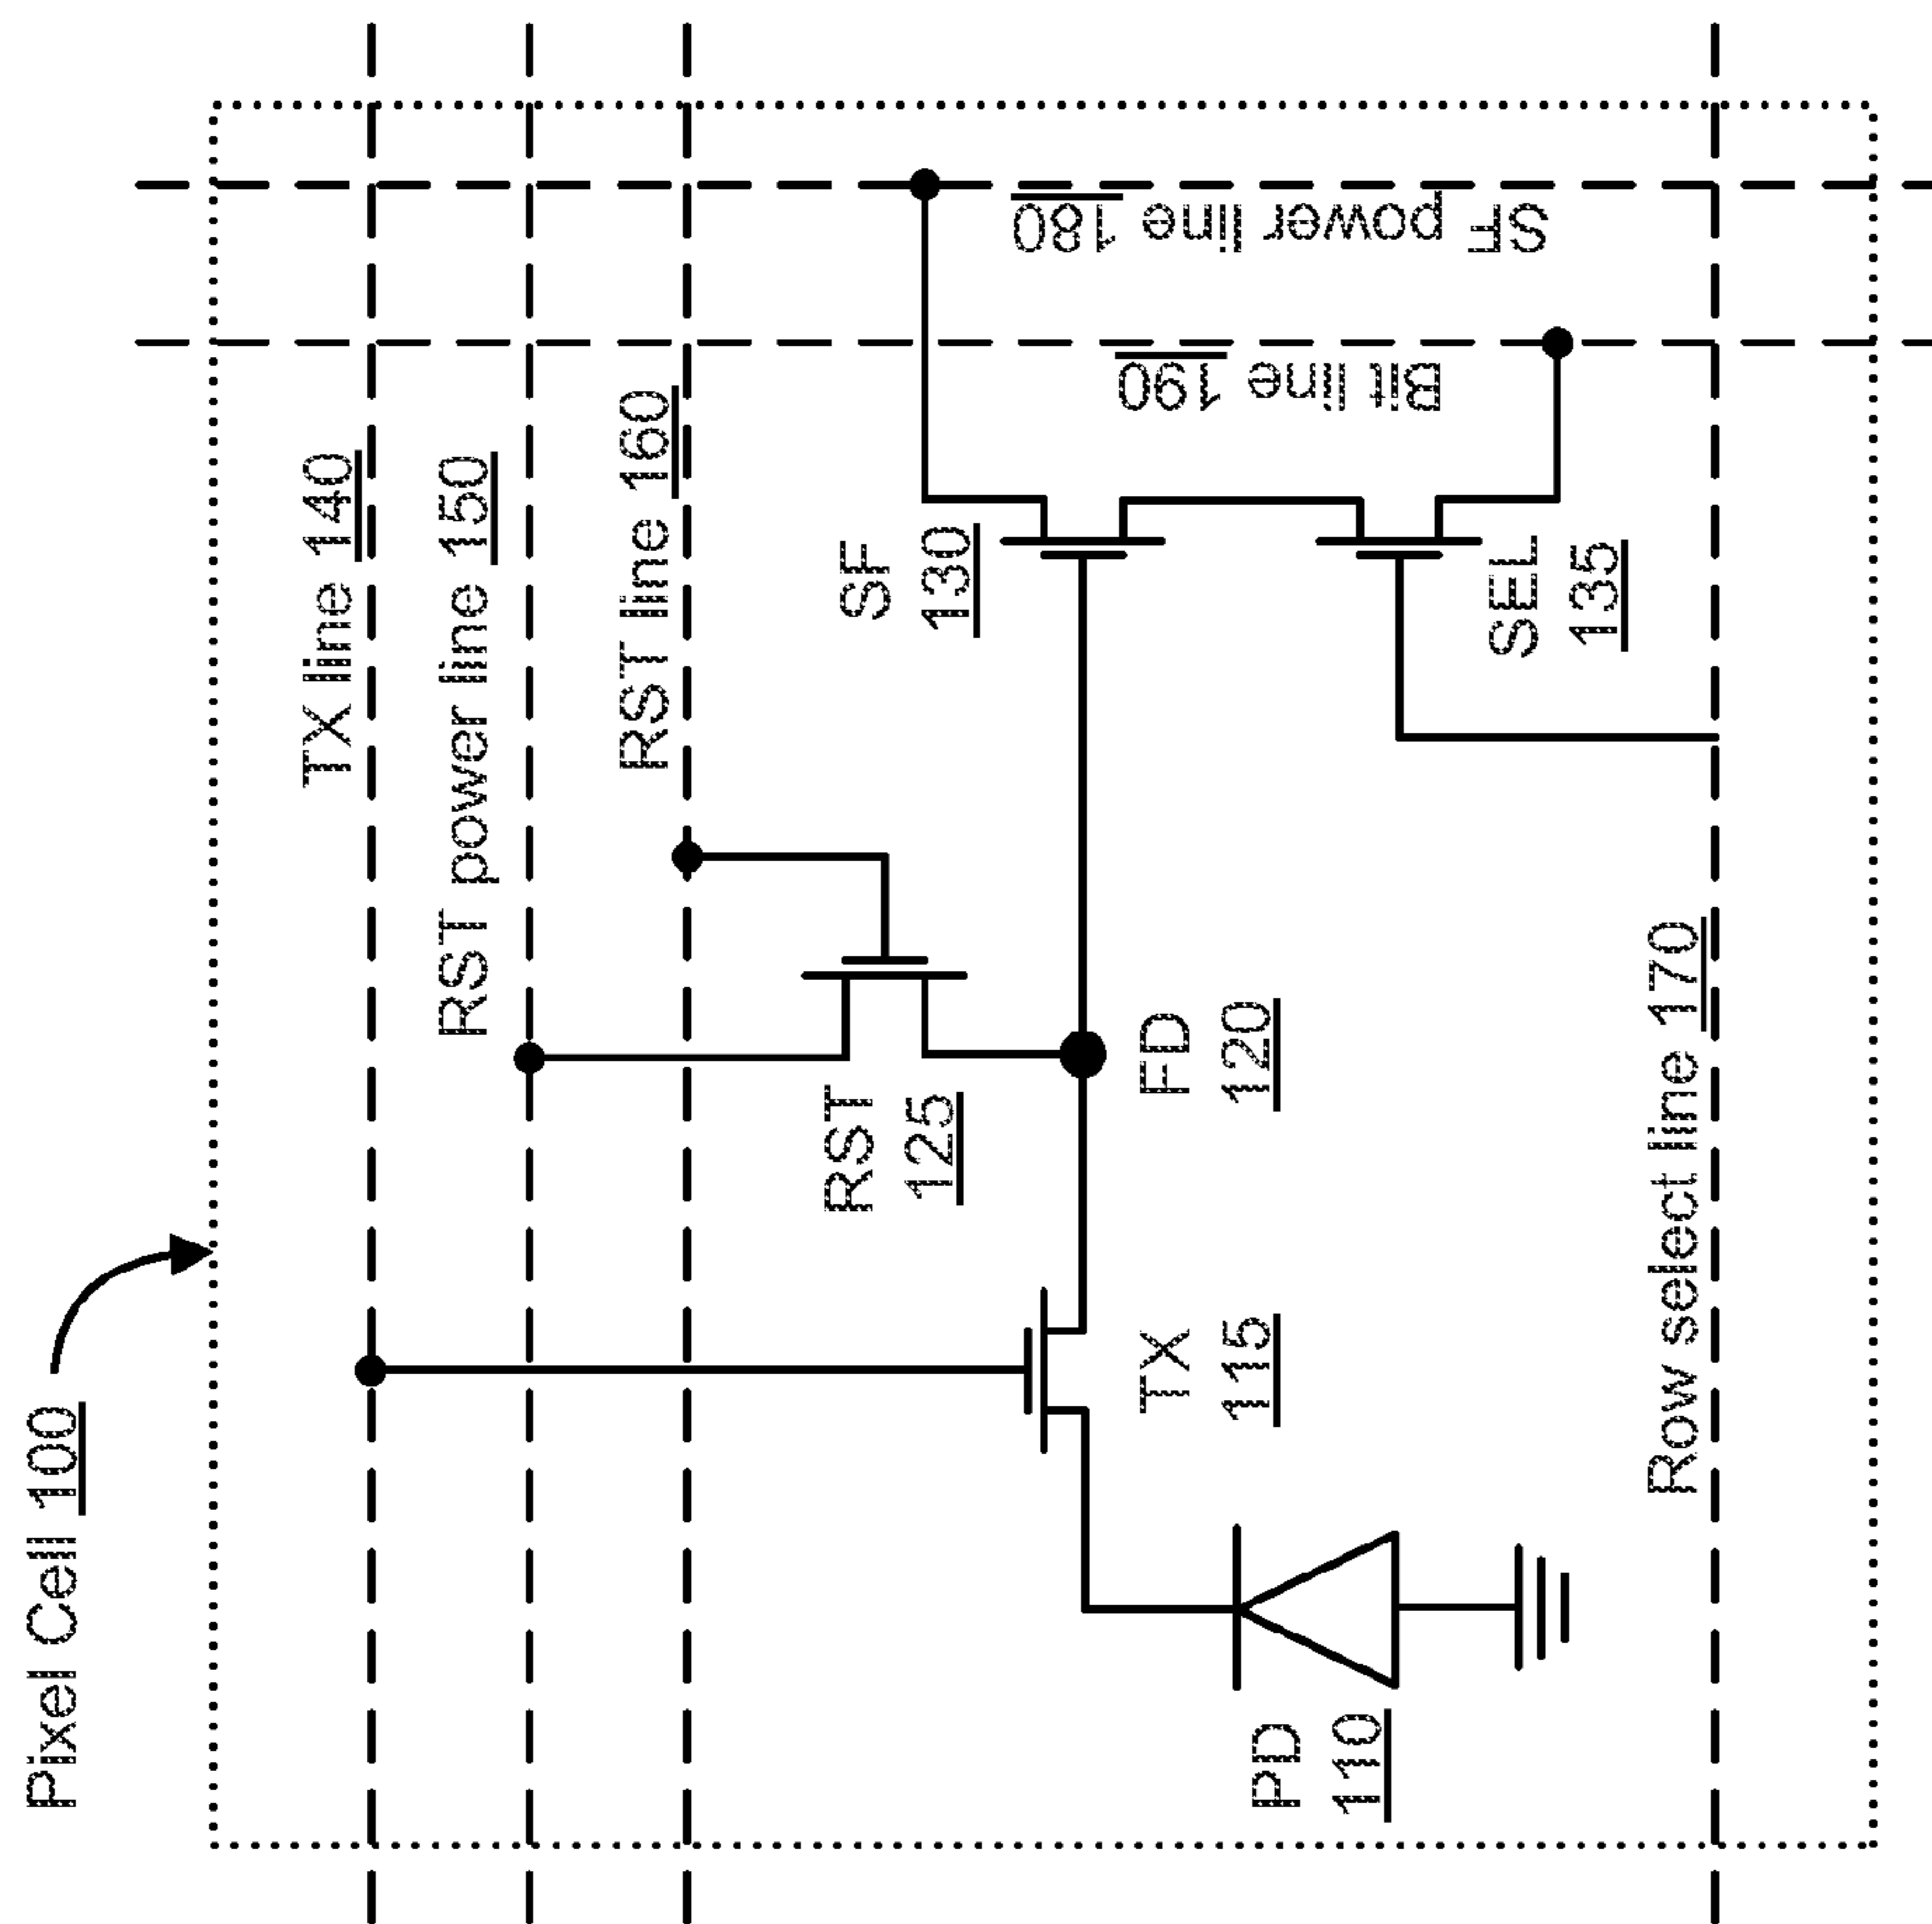 Pixel Cell 100
TX line 140
RST power line 150
RST line 160
RST
125
SF
130
SF power line 180
Bit line 190
TX
115
FD
120
PD
110
SEL
135
Row select line 170